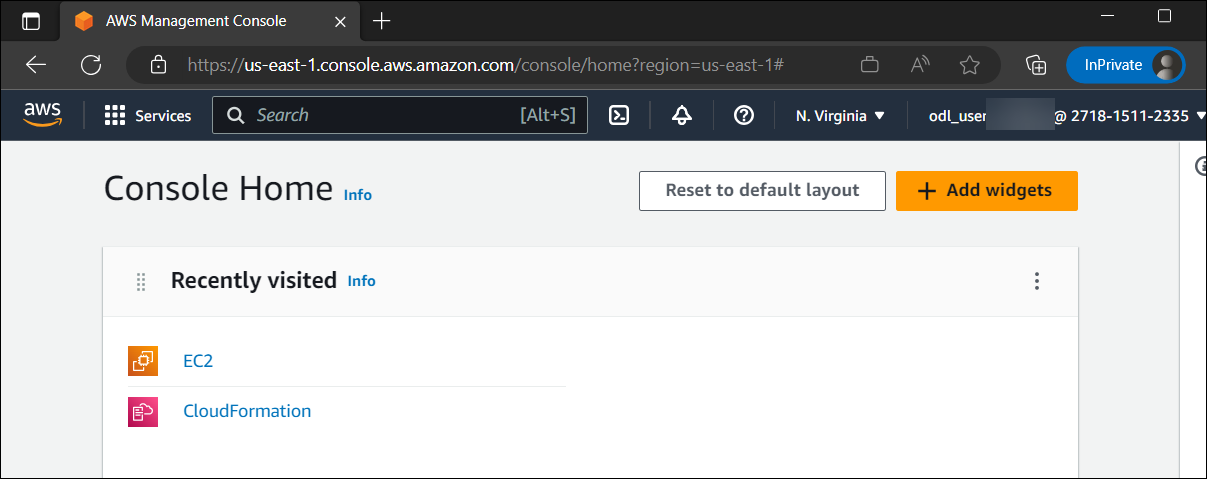 AWS Management Console
https://us-east-1.console.aws.amazon.com/console/home?region=us-east-1#
InPrivate
aws Services Search [Alt+S] N. Virginia odl_user @ 2718-1511-2335
Console Home Info Reset to default layout Add widgets
Recently visited Info
EC2
CloudFormation